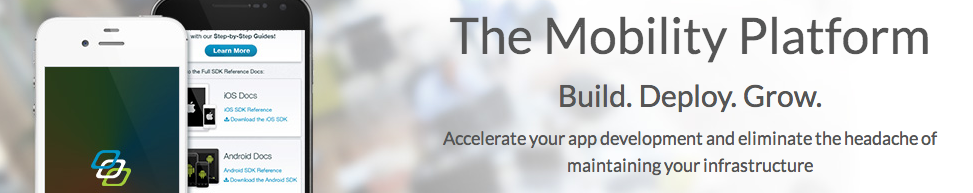 with our Step-by-Step Guides!
Learn More
the Full SDK Reference Docs:
iOS Docs
iOS SDK Reference
Download the iOS SDK
Android Docs
Android SDK Reference
Download the Android SDK
The Mobility Platform
Build. Deploy. Grow.
Accelerate your app development and eliminate the headache of
maintaining your infrastructure